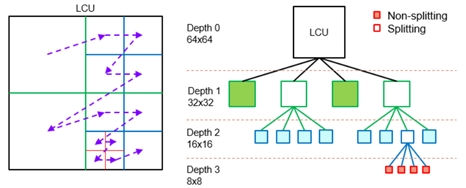 LCU
Depth 0
64x64
LCU
Non-splitting
Splitting
Depth 1
32x32
Depth 2
16x16
Depth 3
8x8